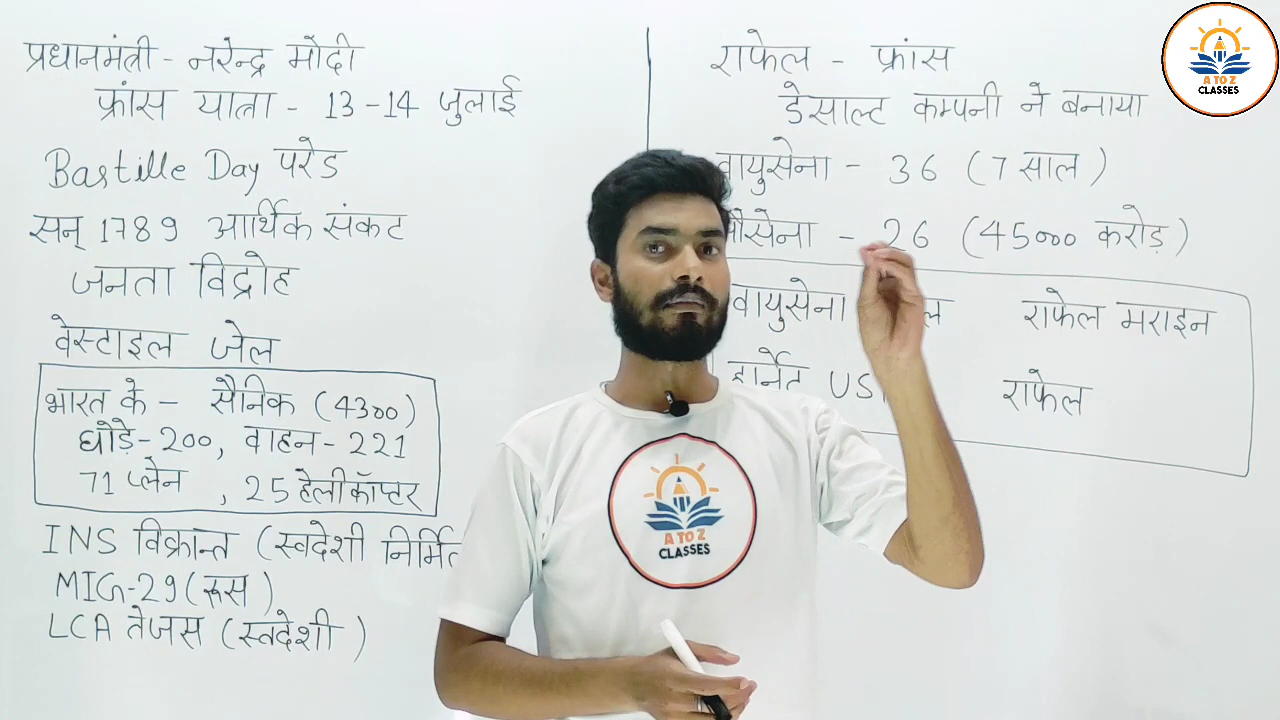 प्रधानमंत्री - नरेन्द्र मोदी
फ्रांस यात्रा - 13 - 14 जुलाई
Bastille Day परेड
सन् 1789 आर्थिक संकट
जनता विद्रोह
वेस्टाइल जेल
भारत के - सैनिक (4300)
घोड़े - 200, वाहन - 221
71 प्लेन , 25 हेलीकॉप्टर
INS विक्रान्त (स्वदेशी निर्मित
MIG-29 (रूस)
LCA तेजस (स्वदेशी)
राफेल - फ्रांस
डेसाल्ट कम्पनी ने बनाया
वायुसेना - 36 (7 साल)
नौसेना - 26 (45000 करोड़)
वायुसेना राफेल मराइन
हार्नेट राफेल
A TO Z
CLASSES
A TO Z
CLASSES